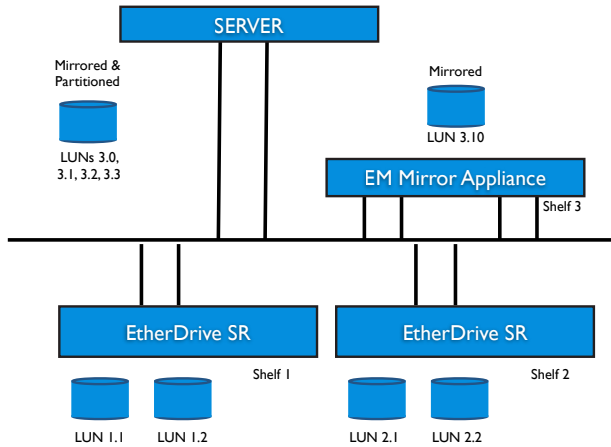 SERVER
Mirrored &
Partitioned
LUNs 3.0,
3.1, 3.2, 3.3
Mirrored
LUN 3.10
EM Mirror Appliance
Shelf 3
EtherDrive SR
Shelf 1
LUN 1.1
LUN 1.2
EtherDrive SR
Shelf 2
LUN 2.1
LUN 2.2